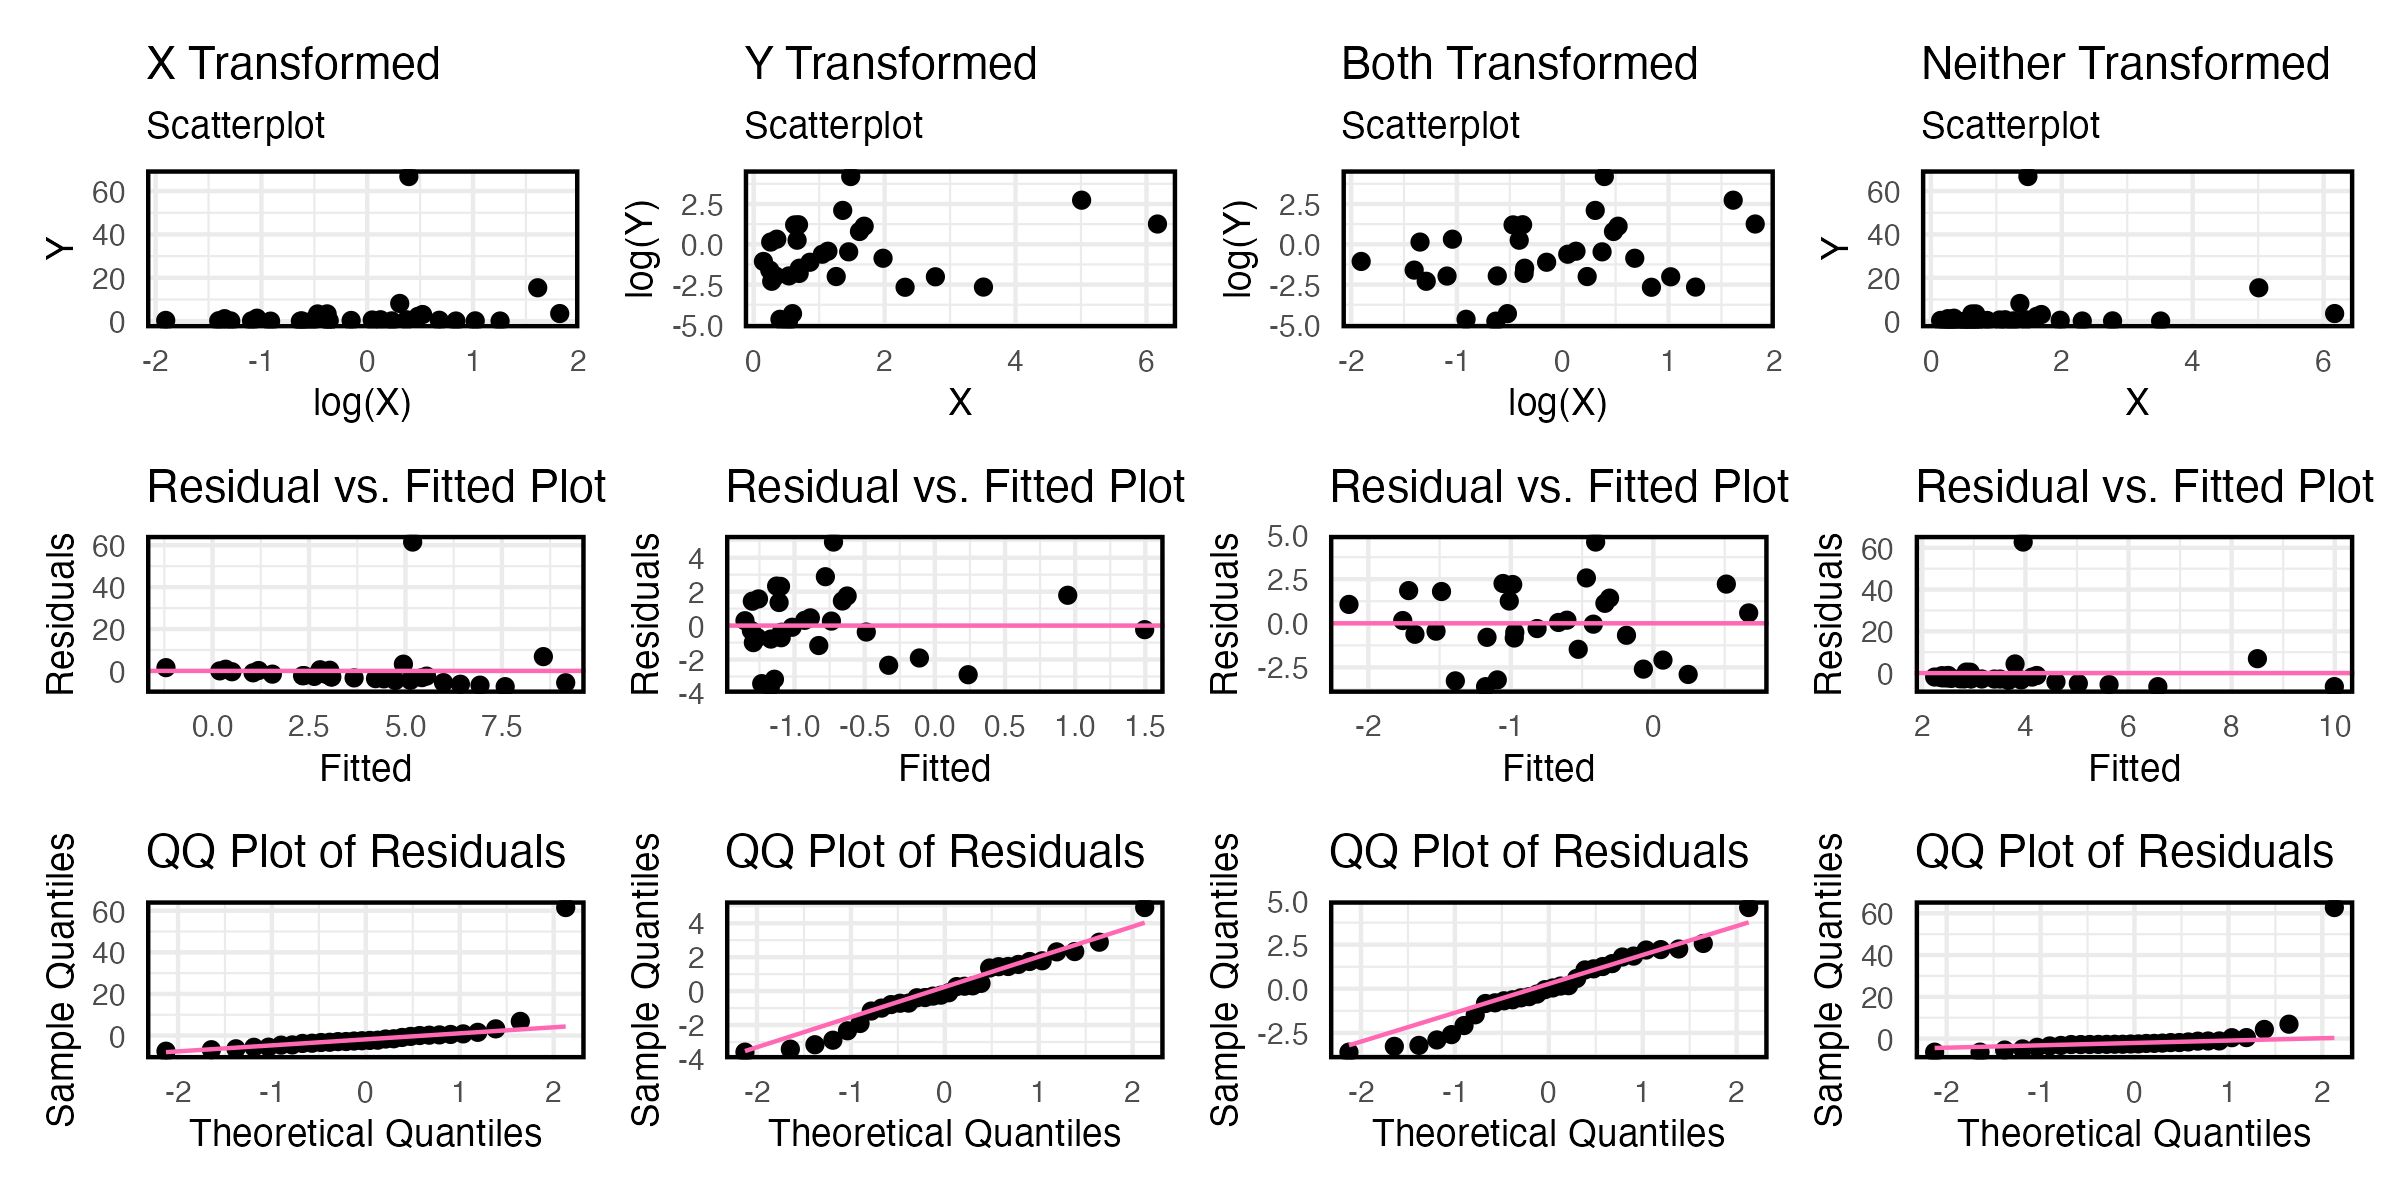 X Transformed
Y Transformed
Both Transformed
Neither Transformed
Scatterplot
Scatterplot
Scatterplot
Scatterplot
Y
60
40
20
0
-2 -1 0 1 2
log(X)
log(Y)
2.5
0.0
-2.5
-5.0
0 2 4 6
X
log(Y)
2.5
0.0
-2.5
-5.0
-2 -1 0 1 2
log(X)
Y
60
40
20
0
0 2 4 6
X
Residual vs. Fitted Plot
Residual vs. Fitted Plot
Residual vs. Fitted Plot
Residual vs. Fitted Plot
Residuals
60
40
20
0
0.0 2.5 5.0 7.5
Fitted
Residuals
4
2
0
-2
-4
-1.0 -0.5 0.0 0.5 1.0 1.5
Fitted
Residuals
5.0
2.5
0.0
-2.5
-2 -1 0
Fitted
Residuals
60
40
20
0
2 4 6 8 10
Fitted
QQ Plot of Residuals
QQ Plot of Residuals
QQ Plot of Residuals
QQ Plot of Residuals
Sample Quantiles
60
40
20
0
-2 -1 0 1 2
Theoretical Quantiles
Sample Quantiles
4
2
0
-2
-4
-2 -1 0 1 2
Theoretical Quantiles
Sample Quantiles
5.0
2.5
0.0
-2.5
-2 -1 0 1 2
Theoretical Quantiles
Sample Quantiles
60
40
20
0
-2 -1 0 1 2
Theoretical Quantiles